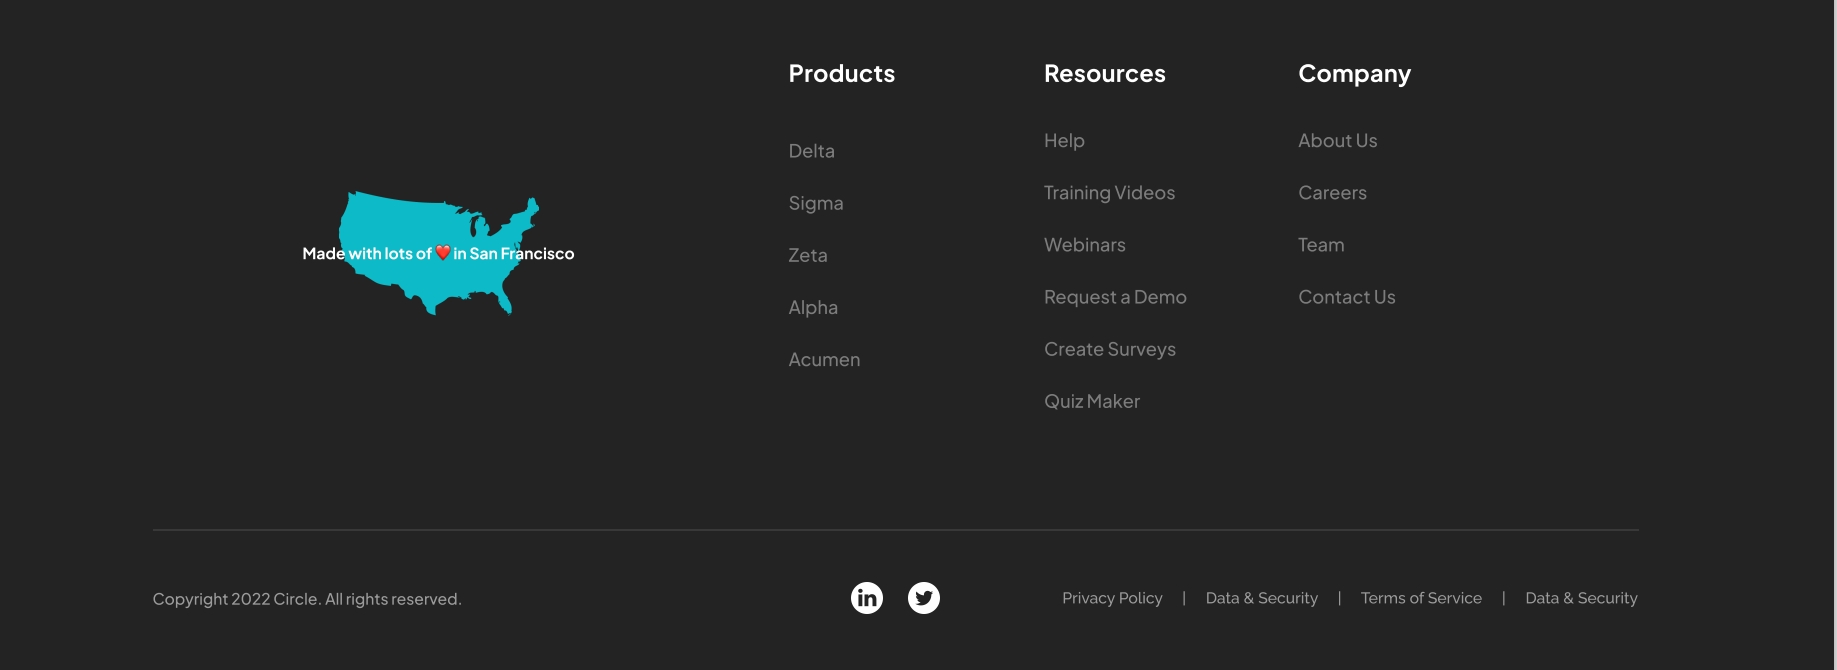 Made with lots of ❤️ in San Francisco
Products
Delta
Sigma
Zeta
Alpha
Acumen
Resources
Help
Training Videos
Webinars
Request a Demo
Create Surveys
Quiz Maker
Company
About Us
Careers
Team
Contact Us
Copyright 2022 Circle. All rights reserved.
in
Privacy Policy | Data & Security | Terms of Service | Data & Security